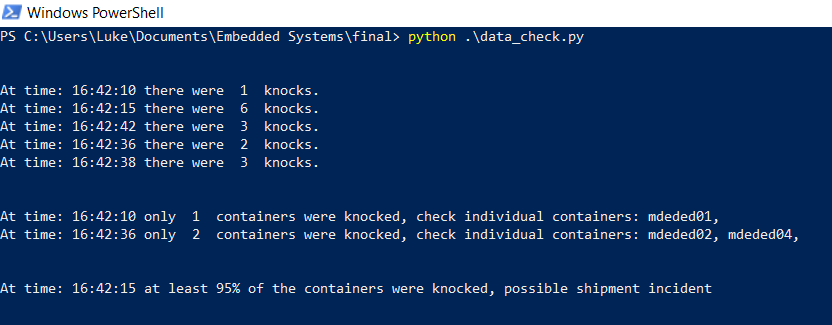 Windows PowerShell
PS C:\Users\Luke\Documents\Embedded Systems\final> python .\data_check.py
At time: 16:42:10 there were  1  knocks.
At time: 16:42:15 there were  6  knocks.
At time: 16:42:42 there were  3  knocks.
At time: 16:42:36 there were  2  knocks.
At time: 16:42:38 there were  3  knocks.
At time: 16:42:10 only  1  containers were knocked, check individual containers: mdeded01,
At time: 16:42:36 only  2  containers were knocked, check individual containers: mdeded02, mdeded04,
At time: 16:42:15 at least 95% of the containers were knocked, possible shipment incident